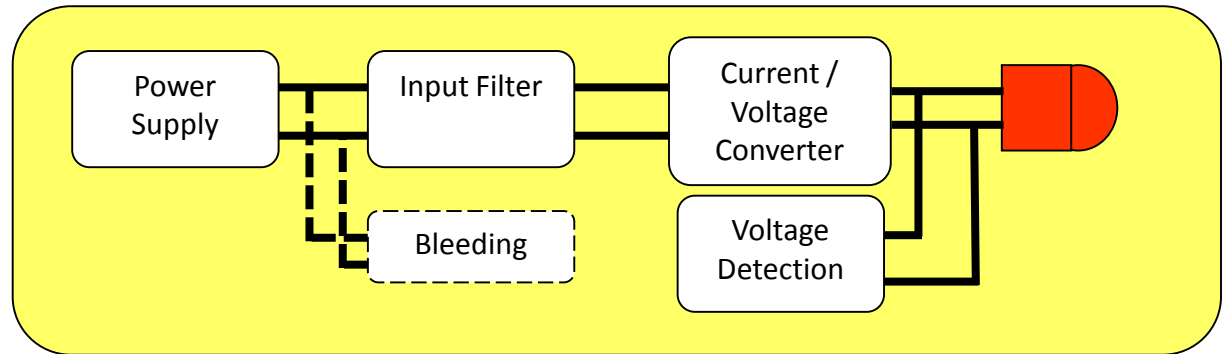 Power
Supply
Input Filter
Current /
Voltage
Converter
Bleeding
Voltage
Detection